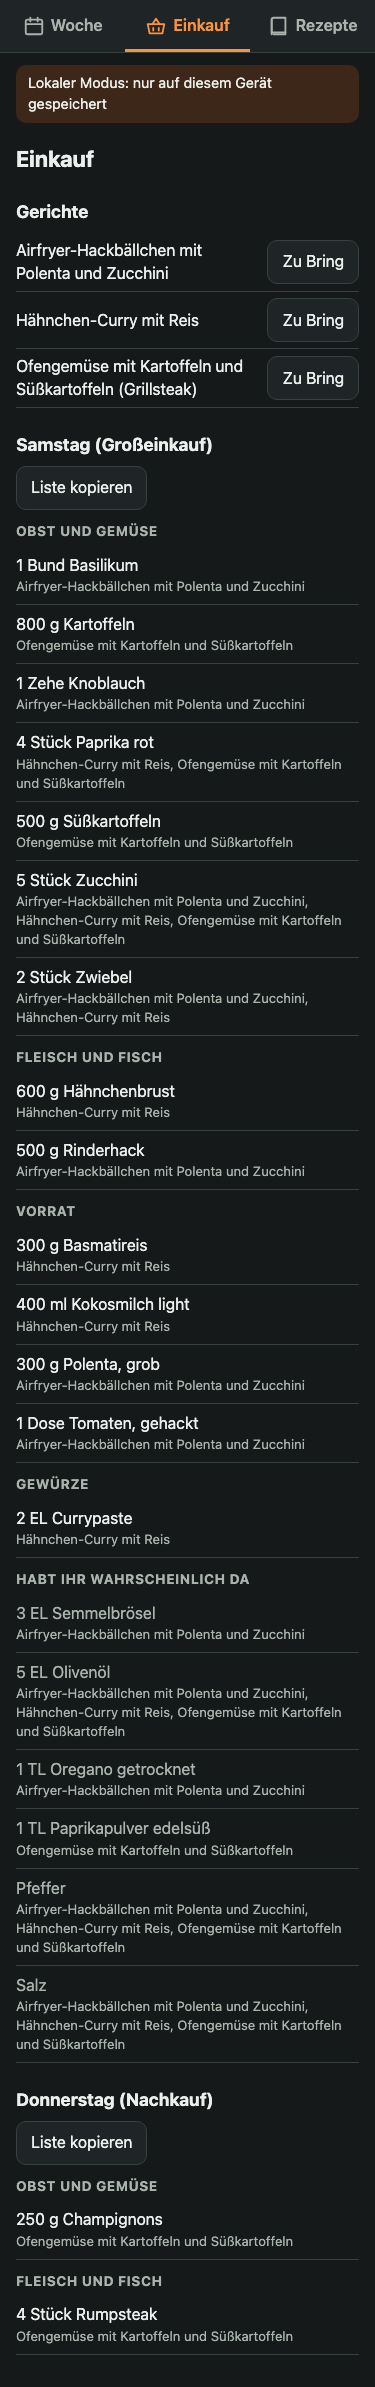 Woche
Einkauf
Rezepte
Lokaler Modus: nur auf diesem Gerät
gespeichert
Einkauf
Gerichte
Airfryer-Hackbällchen mit
Polenta und Zucchini
Zu Bring
Hähnchen-Curry mit Reis
Zu Bring
Ofengemüse mit Kartoffeln und
Süßkartoffeln (Grillsteak)
Zu Bring
Samstag (Großeinkauf)
Liste kopieren
OBST UND GEMÜSE
1 Bund Basilikum
Airfryer-Hackbällchen mit Polenta und Zucchini
800 g Kartoffeln
Ofengemüse mit Kartoffeln und Süßkartoffeln
1 Zehe Knoblauch
Airfryer-Hackbällchen mit Polenta und Zucchini
4 Stück Paprika rot
Hähnchen-Curry mit Reis, Ofengemüse mit Kartoffeln
und Süßkartoffeln
500 g Süßkartoffeln
Ofengemüse mit Kartoffeln und Süßkartoffeln
5 Stück Zucchini
Airfryer-Hackbällchen mit Polenta und Zucchini,
Hähnchen-Curry mit Reis, Ofengemüse mit Kartoffeln
und Süßkartoffeln
2 Stück Zwiebel
Airfryer-Hackbällchen mit Polenta und Zucchini,
Hähnchen-Curry mit Reis
FLEISCH UND FISCH
600 g Hähnchenbrust
Hähnchen-Curry mit Reis
500 g Rinderhack
Airfryer-Hackbällchen mit Polenta und Zucchini
VORRAT
300 g Basmatireis
Hähnchen-Curry mit Reis
400 ml Kokosmilch light
Hähnchen-Curry mit Reis
300 g Polenta, grob
Airfryer-Hackbällchen mit Polenta und Zucchini
1 Dose Tomaten, gehackt
Airfryer-Hackbällchen mit Polenta und Zucchini
GEWÜRZE
2 EL Currypaste
Hähnchen-Curry mit Reis
HABT IHR WAHRSCHEINLICH DA
3 EL Semmelbrösel
Airfryer-Hackbällchen mit Polenta und Zucchini
5 EL Olivenöl
Airfryer-Hackbällchen mit Polenta und Zucchini,
Hähnchen-Curry mit Reis, Ofengemüse mit Kartoffeln
und Süßkartoffeln
1 TL Oregano getrocknet
Airfryer-Hackbällchen mit Polenta und Zucchini
1 TL Paprikapulver edelsüß
Ofengemüse mit Kartoffeln und Süßkartoffeln
Pfeffer
Airfryer-Hackbällchen mit Polenta und Zucchini,
Hähnchen-Curry mit Reis, Ofengemüse mit Kartoffeln
und Süßkartoffeln
Salz
Airfryer-Hackbällchen mit Polenta und Zucchini,
Hähnchen-Curry mit Reis, Ofengemüse mit Kartoffeln
und Süßkartoffeln
Donnerstag (Nachkauf)
Liste kopieren
OBST UND GEMÜSE
250 g Champignons
Ofengemüse mit Kartoffeln und Süßkartoffeln
FLEISCH UND FISCH
4 Stück Rumpsteak
Ofengemüse mit Kartoffeln und Süßkartoffeln